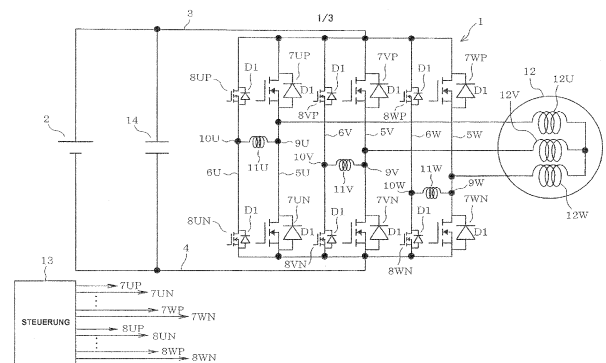 1/3
3
1
8UP
D1
7UP
8VP
D1
7VP
8WP
D1
7WP
D1
D1
D1
2
14
12
12U
12V
12W
6V
5V
6W
5W
10U
9U
11U
6U
5U
10V
11V
9V
10W
11W
9W
8UN
D1
7UN
D1
8VN
D1
7VN
D1
8WN
D1
7WN
D1
4
13
STEUERUNG
7UP
7UN
7WP
7WN
8UP
8UN
8WP
8WN